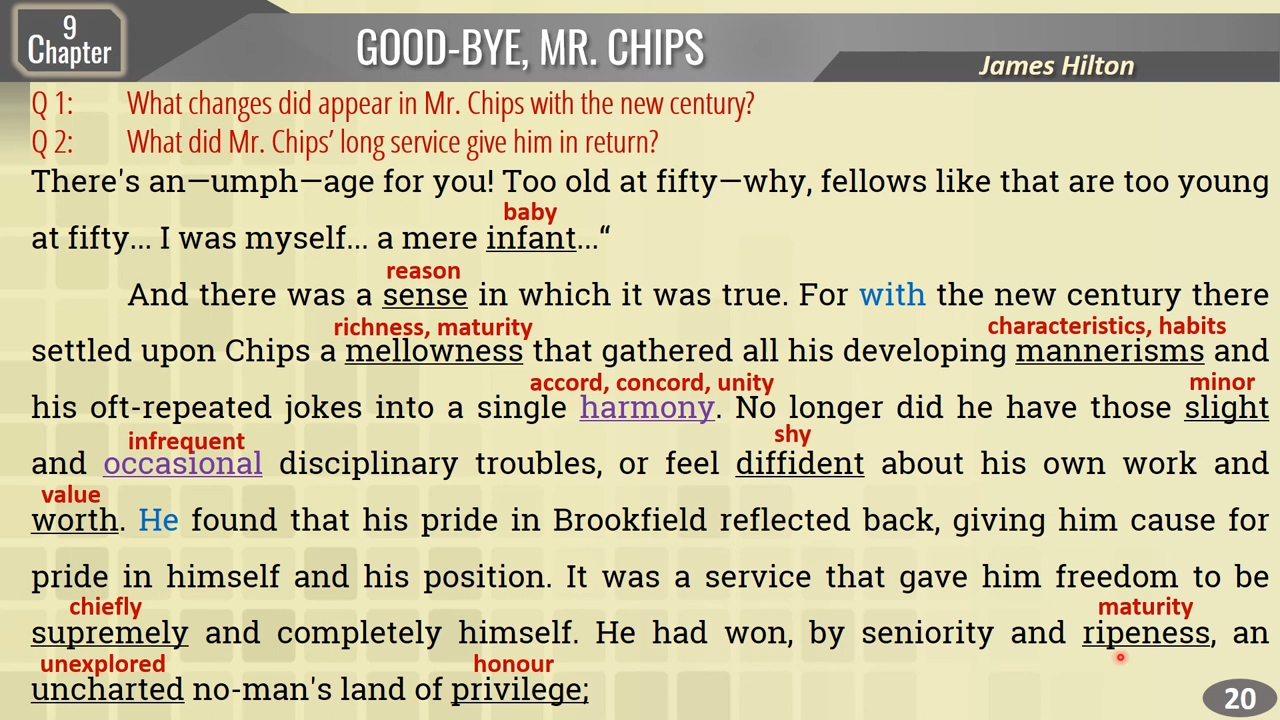 9
Chapter
GOOD-BYE, MR. CHIPS
James Hilton
Q 1: What changes did appear in Mr. Chips with the new century?
Q 2: What did Mr. Chips’ long service give him in return?
There's an—umph—age for you! Too old at fifty—why, fellows like that are too young
baby
at fifty... I was myself... a mere infant...“
reason
And there was a sense in which it was true. For with the new century there
richness, maturity characteristics, habits
settled upon Chips a mellowness that gathered all his developing mannerisms and
accord, concord, unity minor
his oft-repeated jokes into a single harmony. No longer did he have those slight
infrequent shy
and occasional disciplinary troubles, or feel diffident about his own work and
value
worth. He found that his pride in Brookfield reflected back, giving him cause for
pride in himself and his position. It was a service that gave him freedom to be
chiefly maturity
supremely and completely himself. He had won, by seniority and ripeness, an
unexplored honour
uncharted no-man's land of privilege;
20